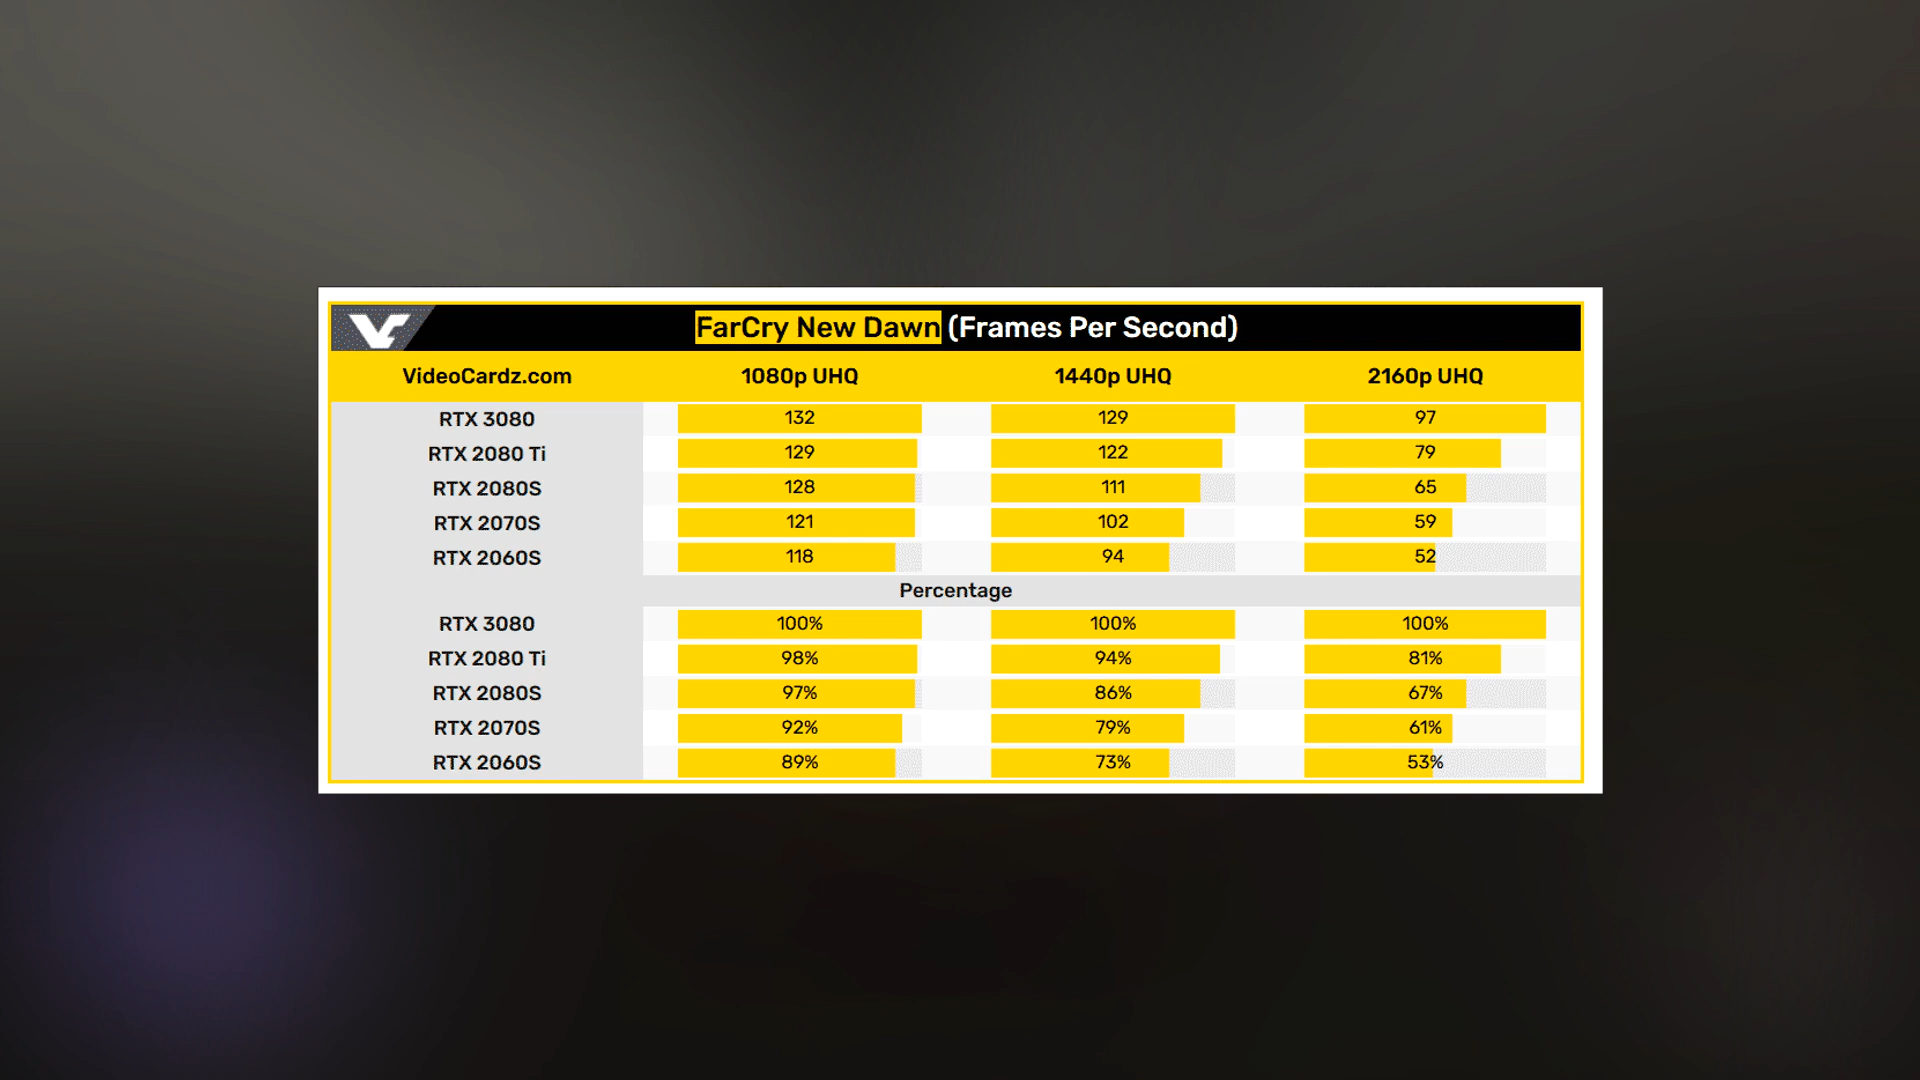 FarCry New Dawn (Frames Per Second)
VideoCardz.com 1080p UHQ 1440p UHQ 2160p UHQ
RTX 3080 132 129 97
RTX 2080 Ti 129 122 79
RTX 2080S 128 111 65
RTX 2070S 121 102 59
RTX 2060S 118 94 52
Percentage
RTX 3080 100% 100% 100%
RTX 2080 Ti 98% 94% 81%
RTX 2080S 97% 86% 67%
RTX 2070S 92% 79% 61%
RTX 2060S 89% 73% 53%